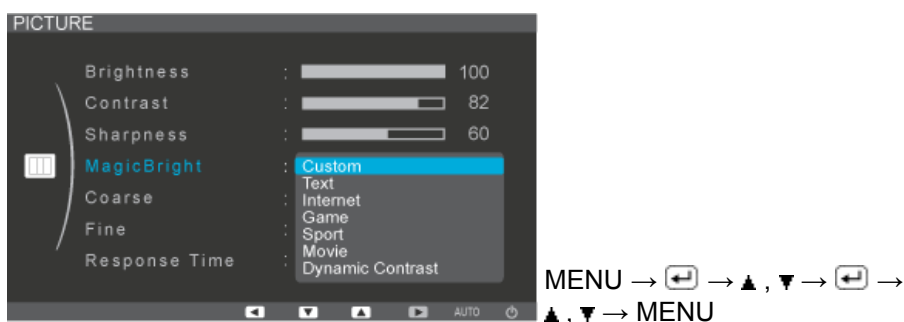 PICTURE
Brightness : 100
Contrast : 82
Sharpness : 60
MagicBright : Custom
Text
Internet
Coarse :
Game
Fine :
Sport
Movie
Response Time :
Dynamic Contrast
AUTO
MENU → → ▲ , ▼ → →
▲ , ▼ → MENU